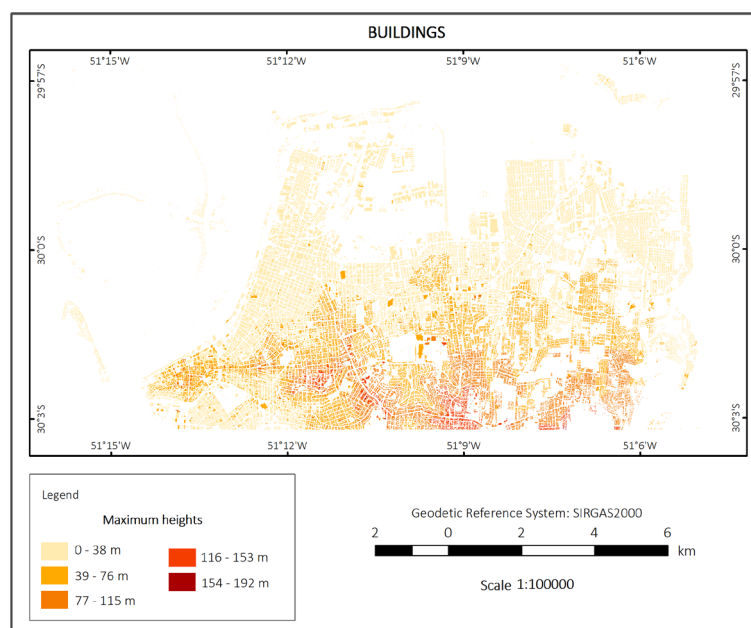 BUILDINGS
51°15'W 51°12'W 51°9'W 51°6'W
29°57'S 29°57'S
30°0'S 30°0'S
30°3'S 30°3'S
51°15'W 51°12'W 51°9'W 51°6'W
Legend
Maximum heights
0 - 38 m
39 - 76 m
77 - 115 m
116 - 153 m
154 - 192 m
Geodetic Reference System: SIRGAS2000
2 0 2 4 6
km
Scale 1:100000